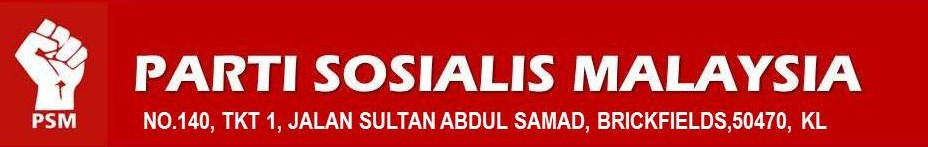 PARTI SOSIALIS MALAYSIA
PSM
NO.140, TKT 1, JALAN SULTAN ABDUL SAMAD, BRICKFIELDS,50470, KL